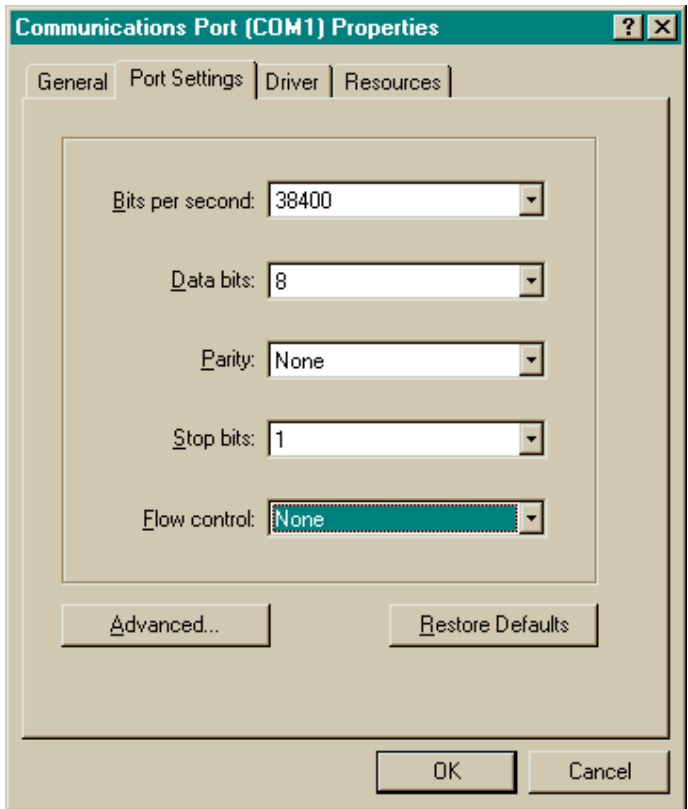 Communications Port (COM1) Properties
General Port Settings Driver Resources
Bits per second: 38400
Data bits: 8
Parity: None
Stop bits: 1
Flow control: None
Advanced... Restore Defaults
OK Cancel